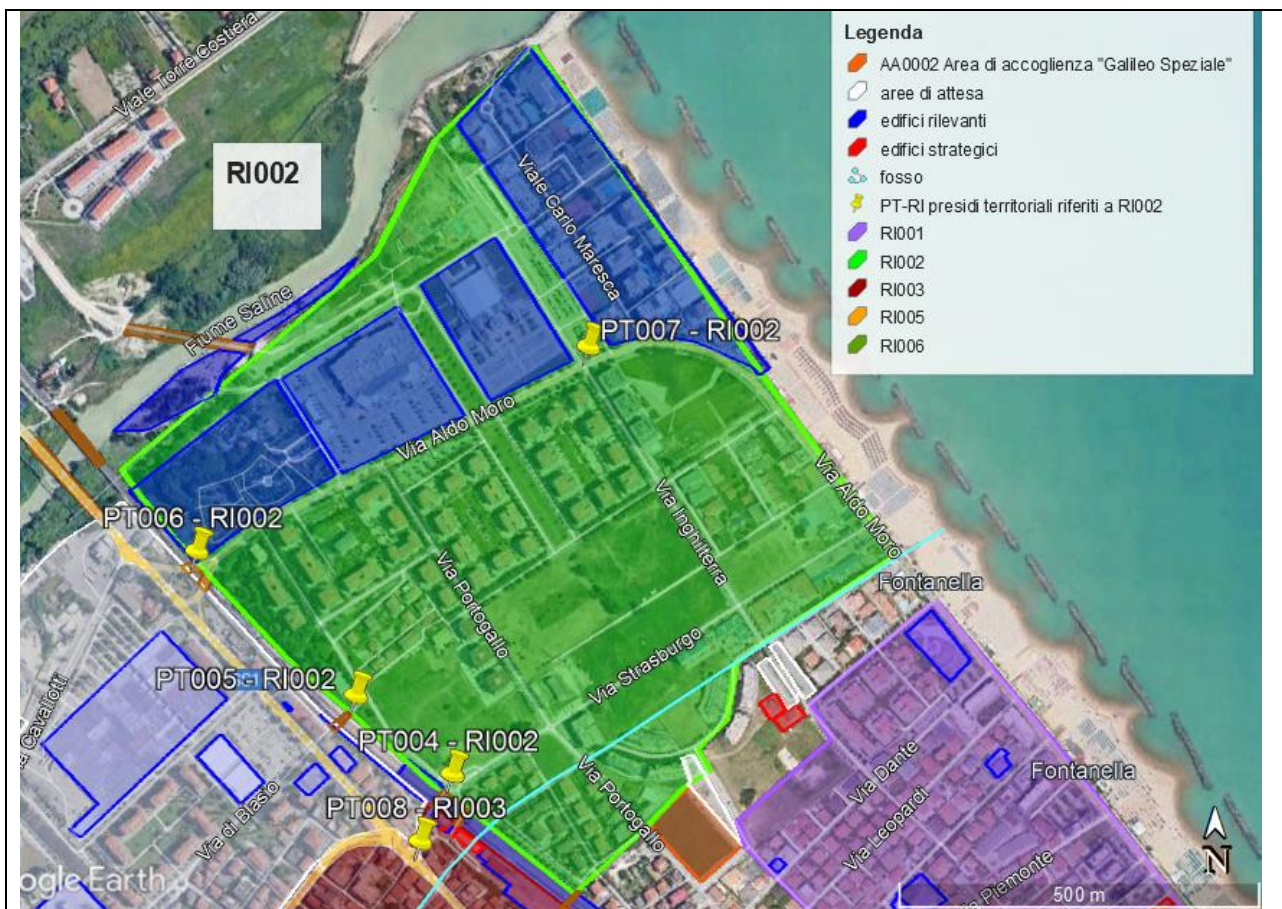 Viale Torre Costiera
RI002
Legenda
AA0002 Area di accoglienza "Galileo Speziale"
aree di attesa
edifici rilevanti
edifici strategici
fosso
PT-RI presidi territoriali riferiti a RI002
RI001
RI002
RI003
RI005
RI006
Viale Carlo Maresca
Fiume Saline
PT007 - RI002
Via Aldo Moro
Via Aldo Moro
PT006 - RI002
Via Inghilterra
Via Portogallo
Fontanella
Via Strasburgo
PT005 - RI002
Cavallotti
PT004 - RI002
Via Dante
Fontanella
PT008 - RI003
Via di Blasio
Via Portogallo
Via Leopardi
Via Piemonte
N
ogle Earth
500 m